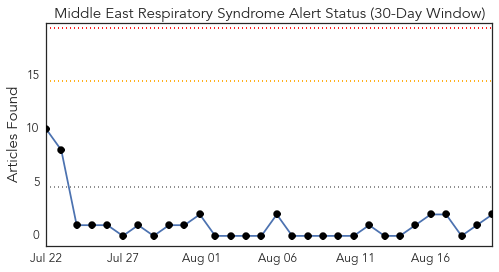 Middle East Respiratory Syndrome Alert Status (30-Day Window)
Articles Found
15
10
5
0
Jul 22
Jul 27
Aug 01
Aug 06
Aug 11
Aug 16